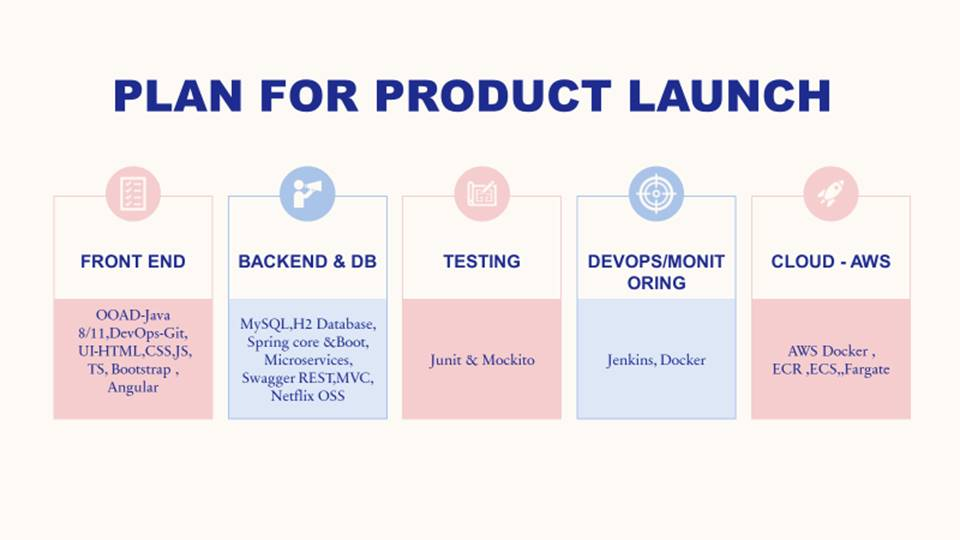 PLAN FOR PRODUCT LAUNCH
FRONT END
OOAD-Java
8/11,DevOps-Git,
UI-HTML,CSS,JS,
TS, Bootstrap ,
Angular
BACKEND & DB
MySQL,H2 Database,
Spring core &Boot,
Microservices,
Swagger REST,MVC,
Netflix OSS
TESTING
Junit & Mockito
DEVOPS/MONIT
ORING
Jenkins, Docker
CLOUD - AWS
AWS Docker ,
ECR ,ECS,,Fargate